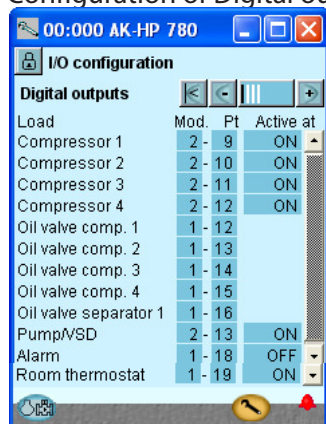 Configuration of Digital ou
00:000 AK-HP 780
I/O configuration
Digital outputs
Load Mod. Pt Active at
Compressor 1 2 - 9 ON
Compressor 2 2 - 10 ON
Compressor 3 2 - 11 ON
Compressor 4 2 - 12 ON
Oil valve comp. 1 1 - 12
Oil valve comp. 2 1 - 13
Oil valve comp. 3 1 - 14
Oil valve comp. 4 1 - 15
Oil valve separator 1 1 - 16
Pump/VSD 2 - 13 ON
Alarm 1 - 18 OFF
Room thermostat 1 - 19 ON